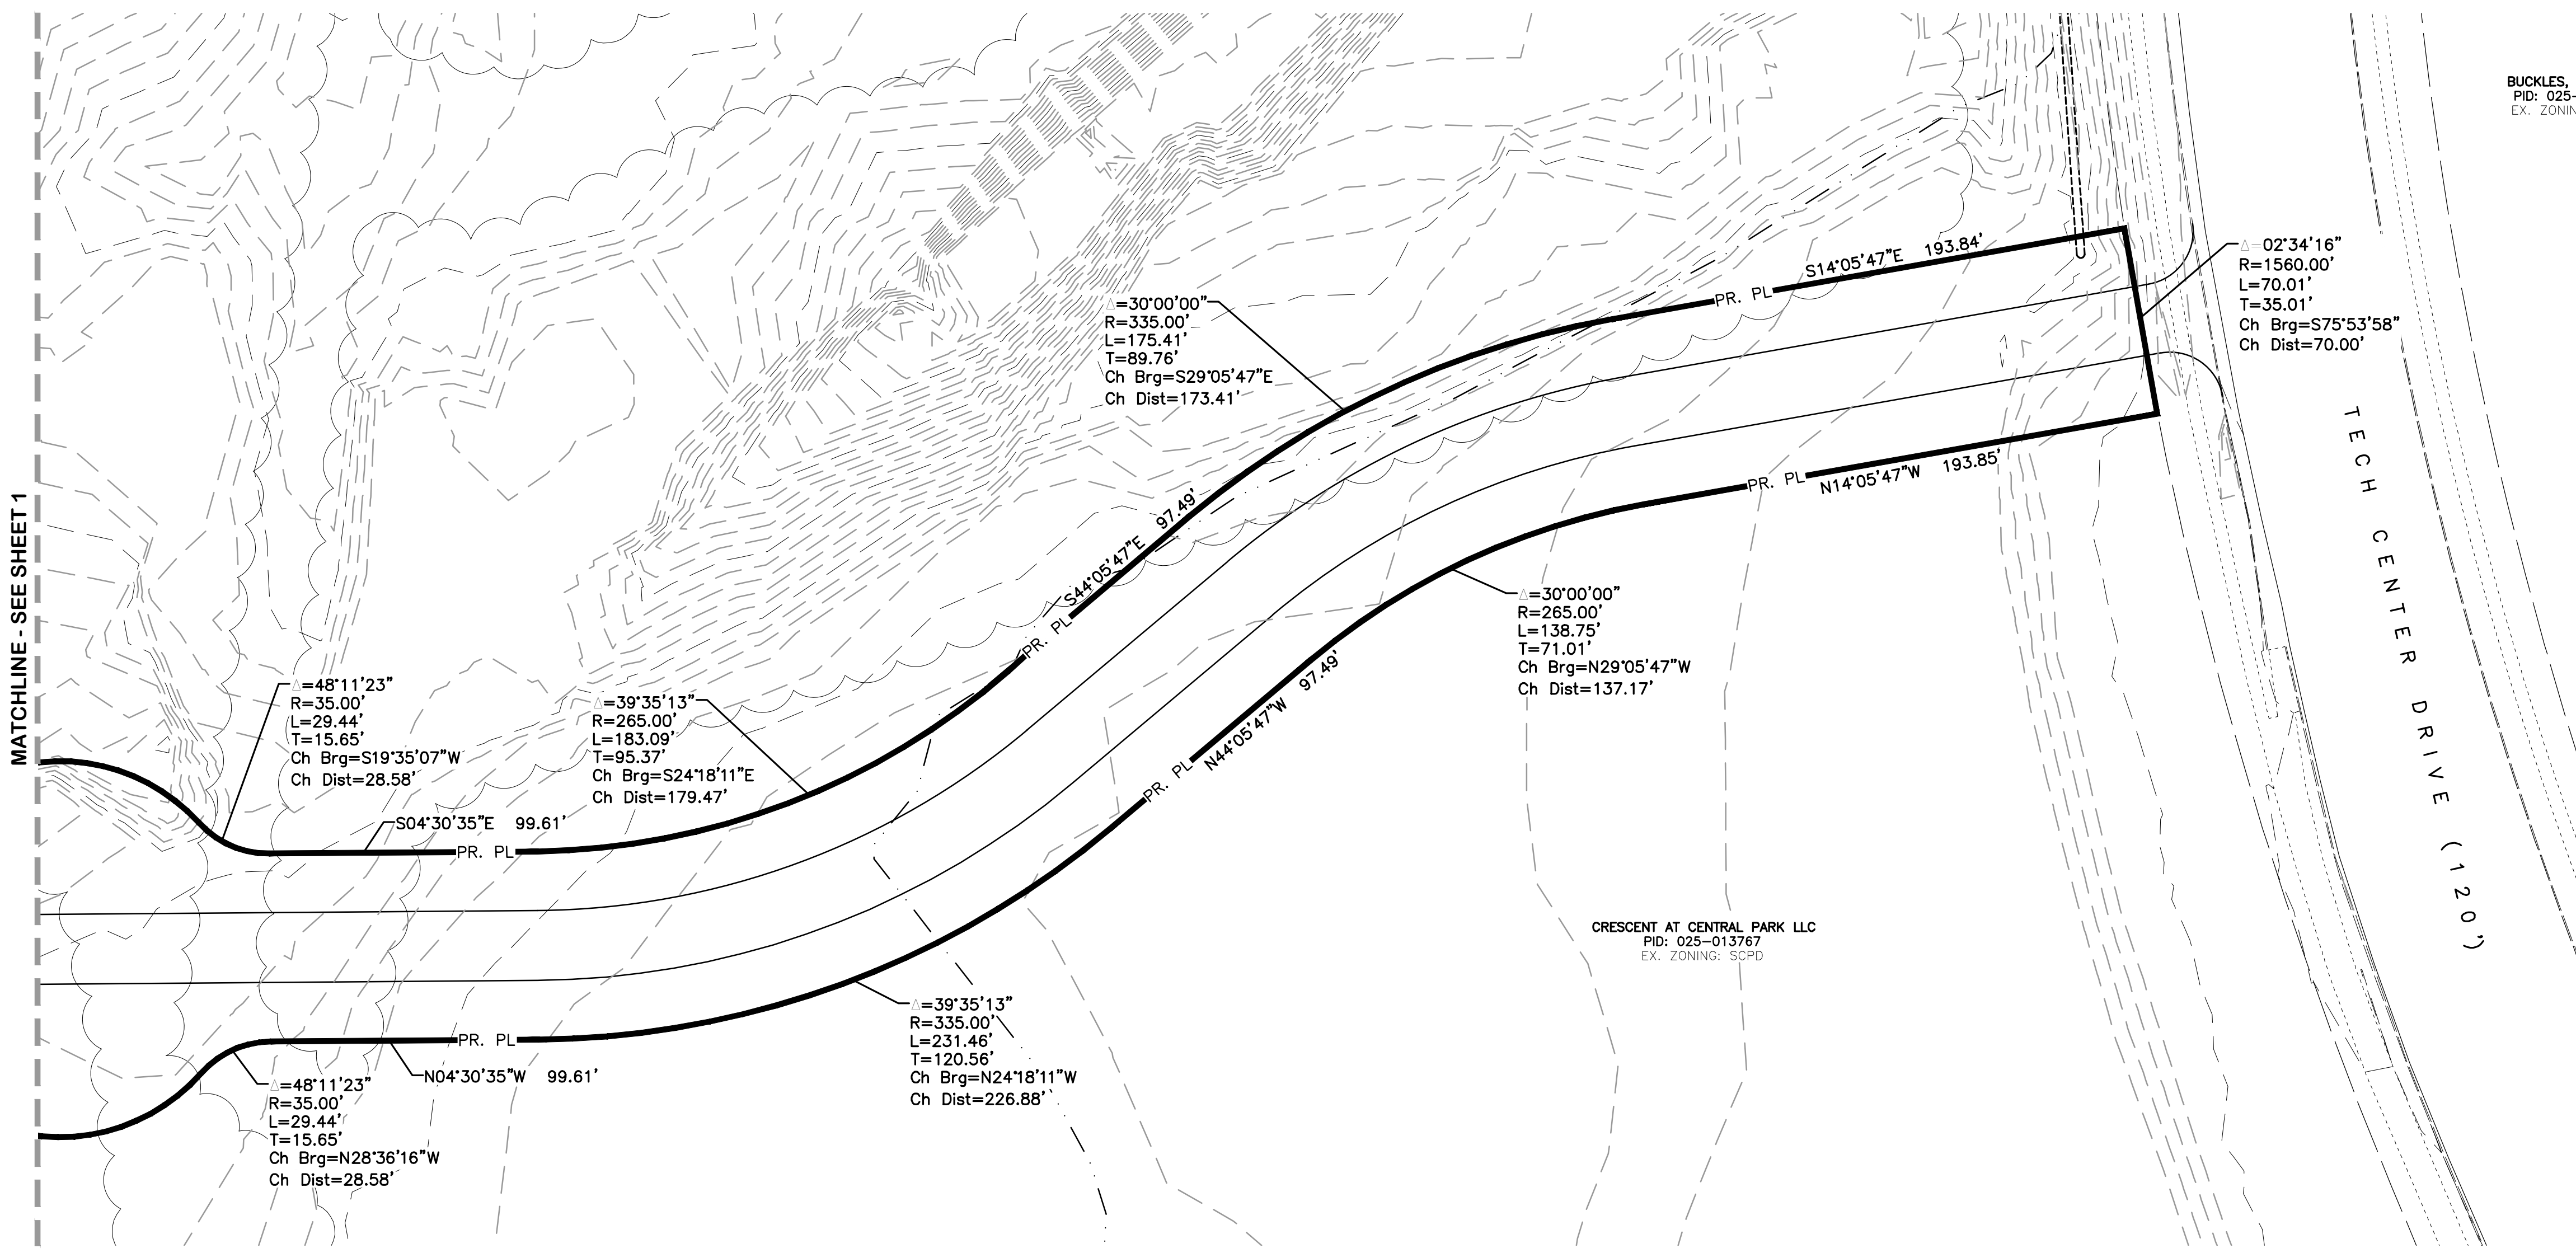 BUCKLES,
PID: 025-
EX. ZONIN
Δ=02°34'16"
R=1560.00'
L=70.01'
T=35.01'
Ch Brg=S75°53'58"
Ch Dist=70.00'
S14°05'47"E 193.84'
PR. PL
Δ=30°00'00"
R=335.00'
L=175.41'
T=89.76'
Ch Brg=S29°05'47"E
Ch Dist=173.41'
PR. PL
N14°05'47"W 193.85'
TECH CENTER DRIVE (120')
MATCHLINE - SEE SHEET 1
S44°05'47"E 97.49'
PR. PL
Δ=30°00'00"
R=265.00'
L=138.75'
T=71.01'
Ch Brg=N29°05'47"W
Ch Dist=137.17'
N44°05'47"W 97.49'
PR. PL
Δ=48°11'23"
R=35.00'
L=29.44'
T=15.65'
Ch Brg=S19°35'07"W
Ch Dist=28.58'
Δ=39°35'13"
R=265.00'
L=183.09'
T=95.37'
Ch Brg=S24°18'11"E
Ch Dist=179.47'
S04°30'35"E 99.61'
PR. PL
CRESCENT AT CENTRAL PARK LLC
PID: 025-013767
EX. ZONING: SCPD
Δ=39°35'13"
R=335.00'
L=231.46'
T=120.56'
Ch Brg=N24°18'11"W
Ch Dist=226.88'
PR. PL
N04°30'35"W 99.61'
Δ=48°11'23"
R=35.00'
L=29.44'
T=15.65'
Ch Brg=N28°36'16"W
Ch Dist=28.58'